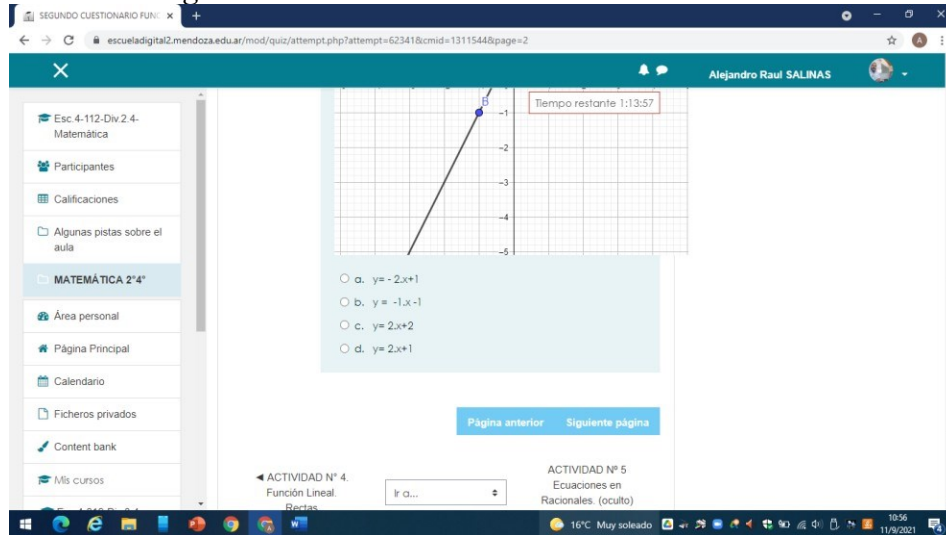 SEGUNDO CUESTIONARIO FUNC
escueladigital2.mendoza.edu.ar/mod/quiz/attempt.php?attempt=62341&cmid=1311544&page=2
A
Alejandro Raul SALINAS
Esc.4-112-Div.2.4-
Matemática
Participantes
Calificaciones
Algunas pistas sobre el
aula
MATEMÁTICA 2°4°
Área personal
Página Principal
Calendario
Ficheros privados
Content bank
Mis cursos
B
Tiempo restante 1:13:57
-1
-2
-3
-4
-5
a. y= - 2.x+1
b. y = -1.x -1
c. y= 2.x+2
d. y= 2.x+1
Página anterior
Siguiente página
◄ ACTIVIDAD N° 4.
Función Lineal.
Rectas
Ir a...
ACTIVIDAD Nº 5
Ecuaciones en
Racionales. (oculto)
16°C Muy soleado
10:56
11/9/2021